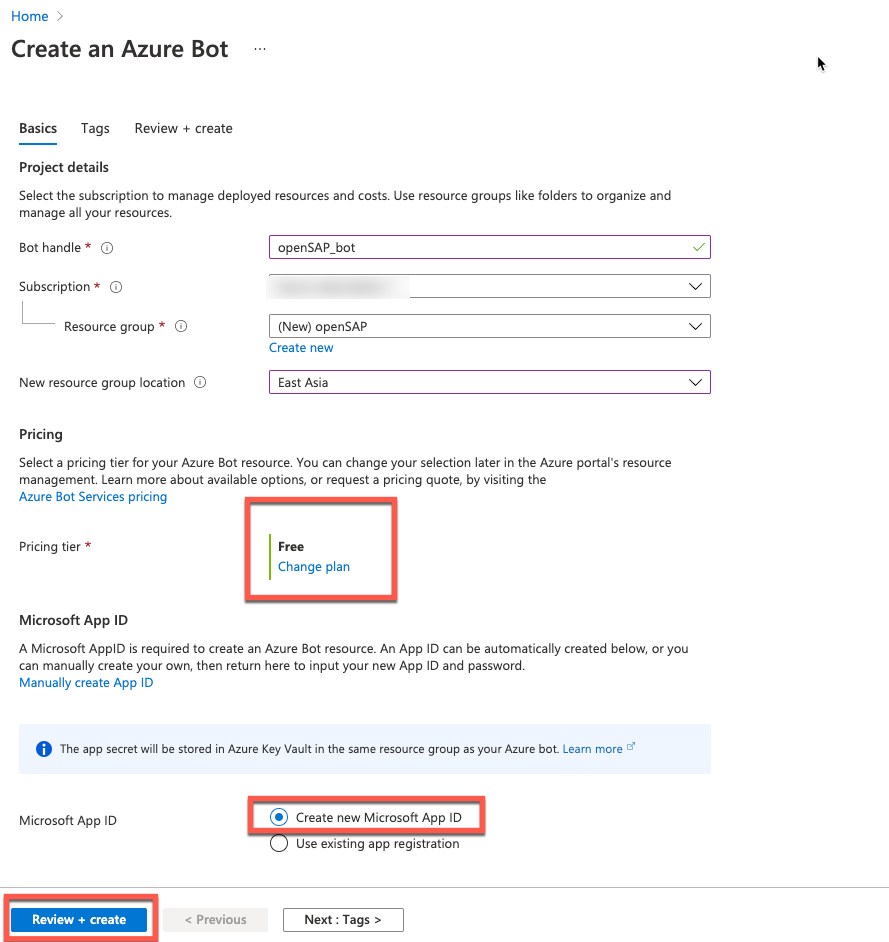 Home >
Create an Azure Bot ...
Basics Tags Review + create
Project details
Select the subscription to manage deployed resources and costs. Use resource groups like folders to organize and
manage all your resources.
Bot handle *
openSAP_bot
Subscription *
Resource group *
(New) openSAP
Create new
New resource group location
East Asia
Pricing
Select a pricing tier for your Azure Bot resource. You can change your selection later in the Azure portal's resource
management. Learn more about available options, or request a pricing quote, by visiting the
Azure Bot Services pricing
Pricing tier *
Free
Change plan
Microsoft App ID
A Microsoft AppID is required to create an Azure Bot resource. An App ID can be automatically created below, or you
can manually create your own, then return here to input your new App ID and password.
Manually create App ID
The app secret will be stored in Azure Key Vault in the same resource group as your Azure bot. Learn more
Microsoft App ID
Create new Microsoft App ID
Use existing app registration
Review + create
< Previous
Next : Tags >